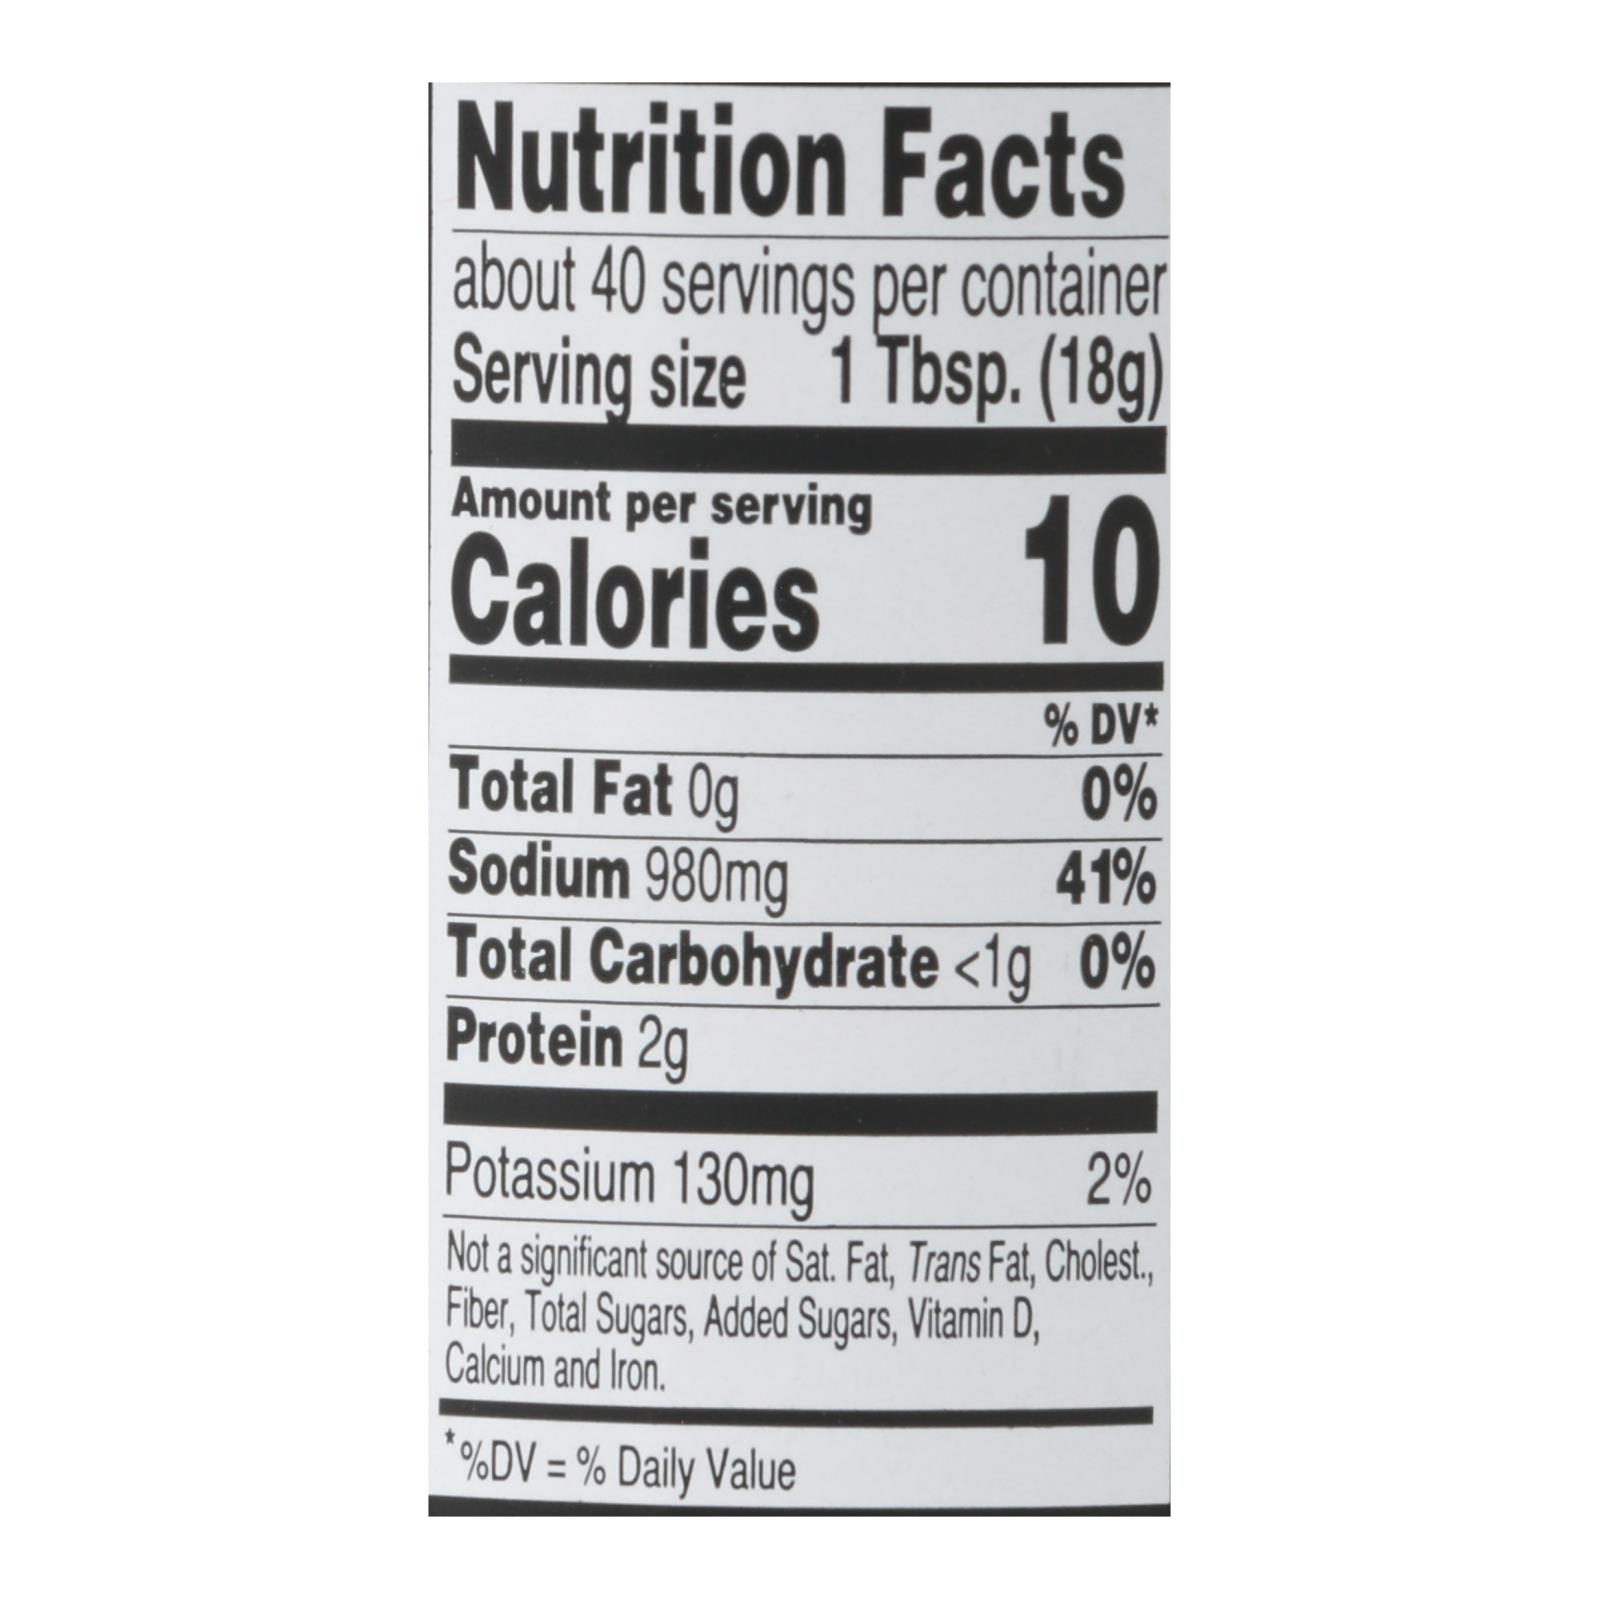 Nutrition Facts
about 40 servings per container
Serving size 1 Tbsp. (18g)
Amount per serving
Calories 10
% DV*
Total Fat 0g 0%
Sodium 980mg 41%
Total Carbohydrate <1g 0%
Protein 2g
Potassium 130mg 2%
Not a significant source of Sat. Fat, Trans Fat, Cholest.,
Fiber, Total Sugars, Added Sugars, Vitamin D,
Calcium and Iron.
*%DV = % Daily Value